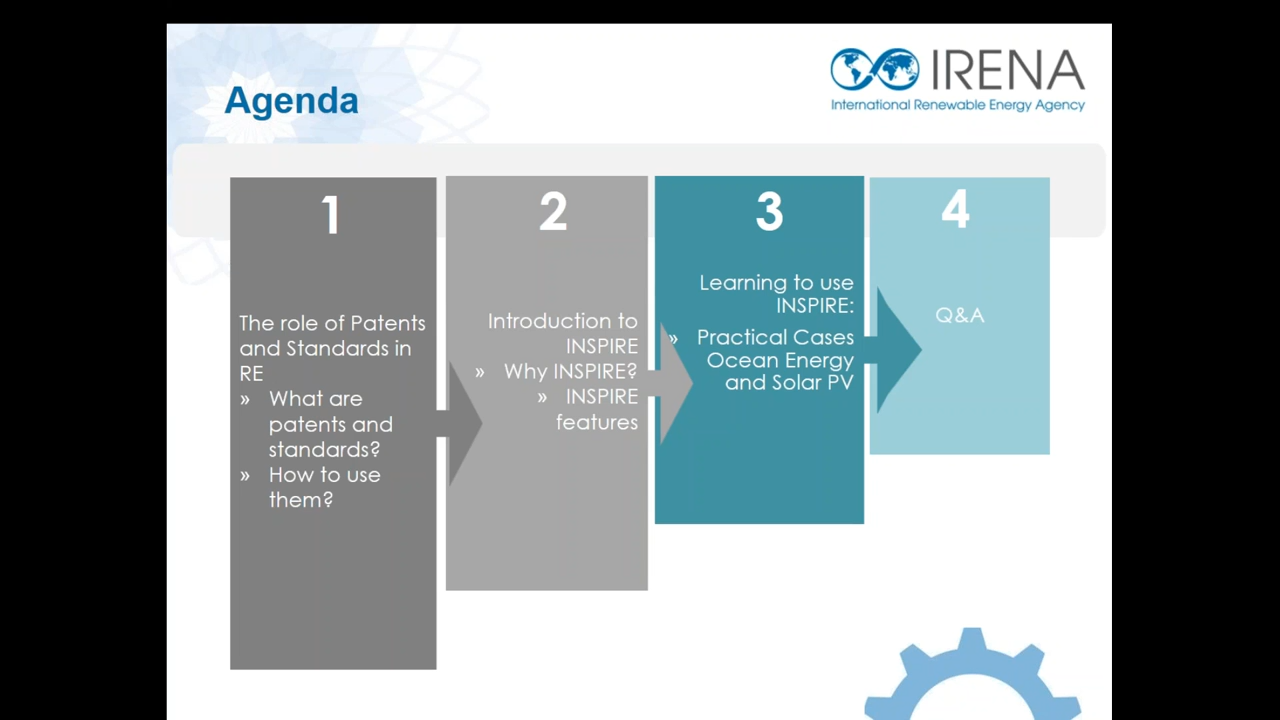 Agenda
IRENA
International Renewable Energy Agency
1
The role of Patents
and Standards in
RE
» What are
patents and
standards?
» How to use
them?
2
Introduction to
INSPIRE
» Why INSPIRE?
» INSPIRE
features
3
Learning to use
INSPIRE:
» Practical Cases
Ocean Energy
and Solar PV
4
Q&A